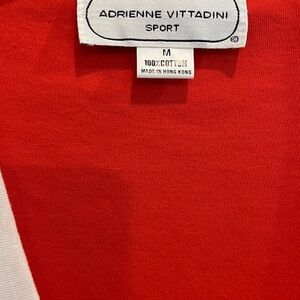 ADRIENNE VITTADINI
SPORT
®
M
100% COTTON
MADE IN HONG KONG